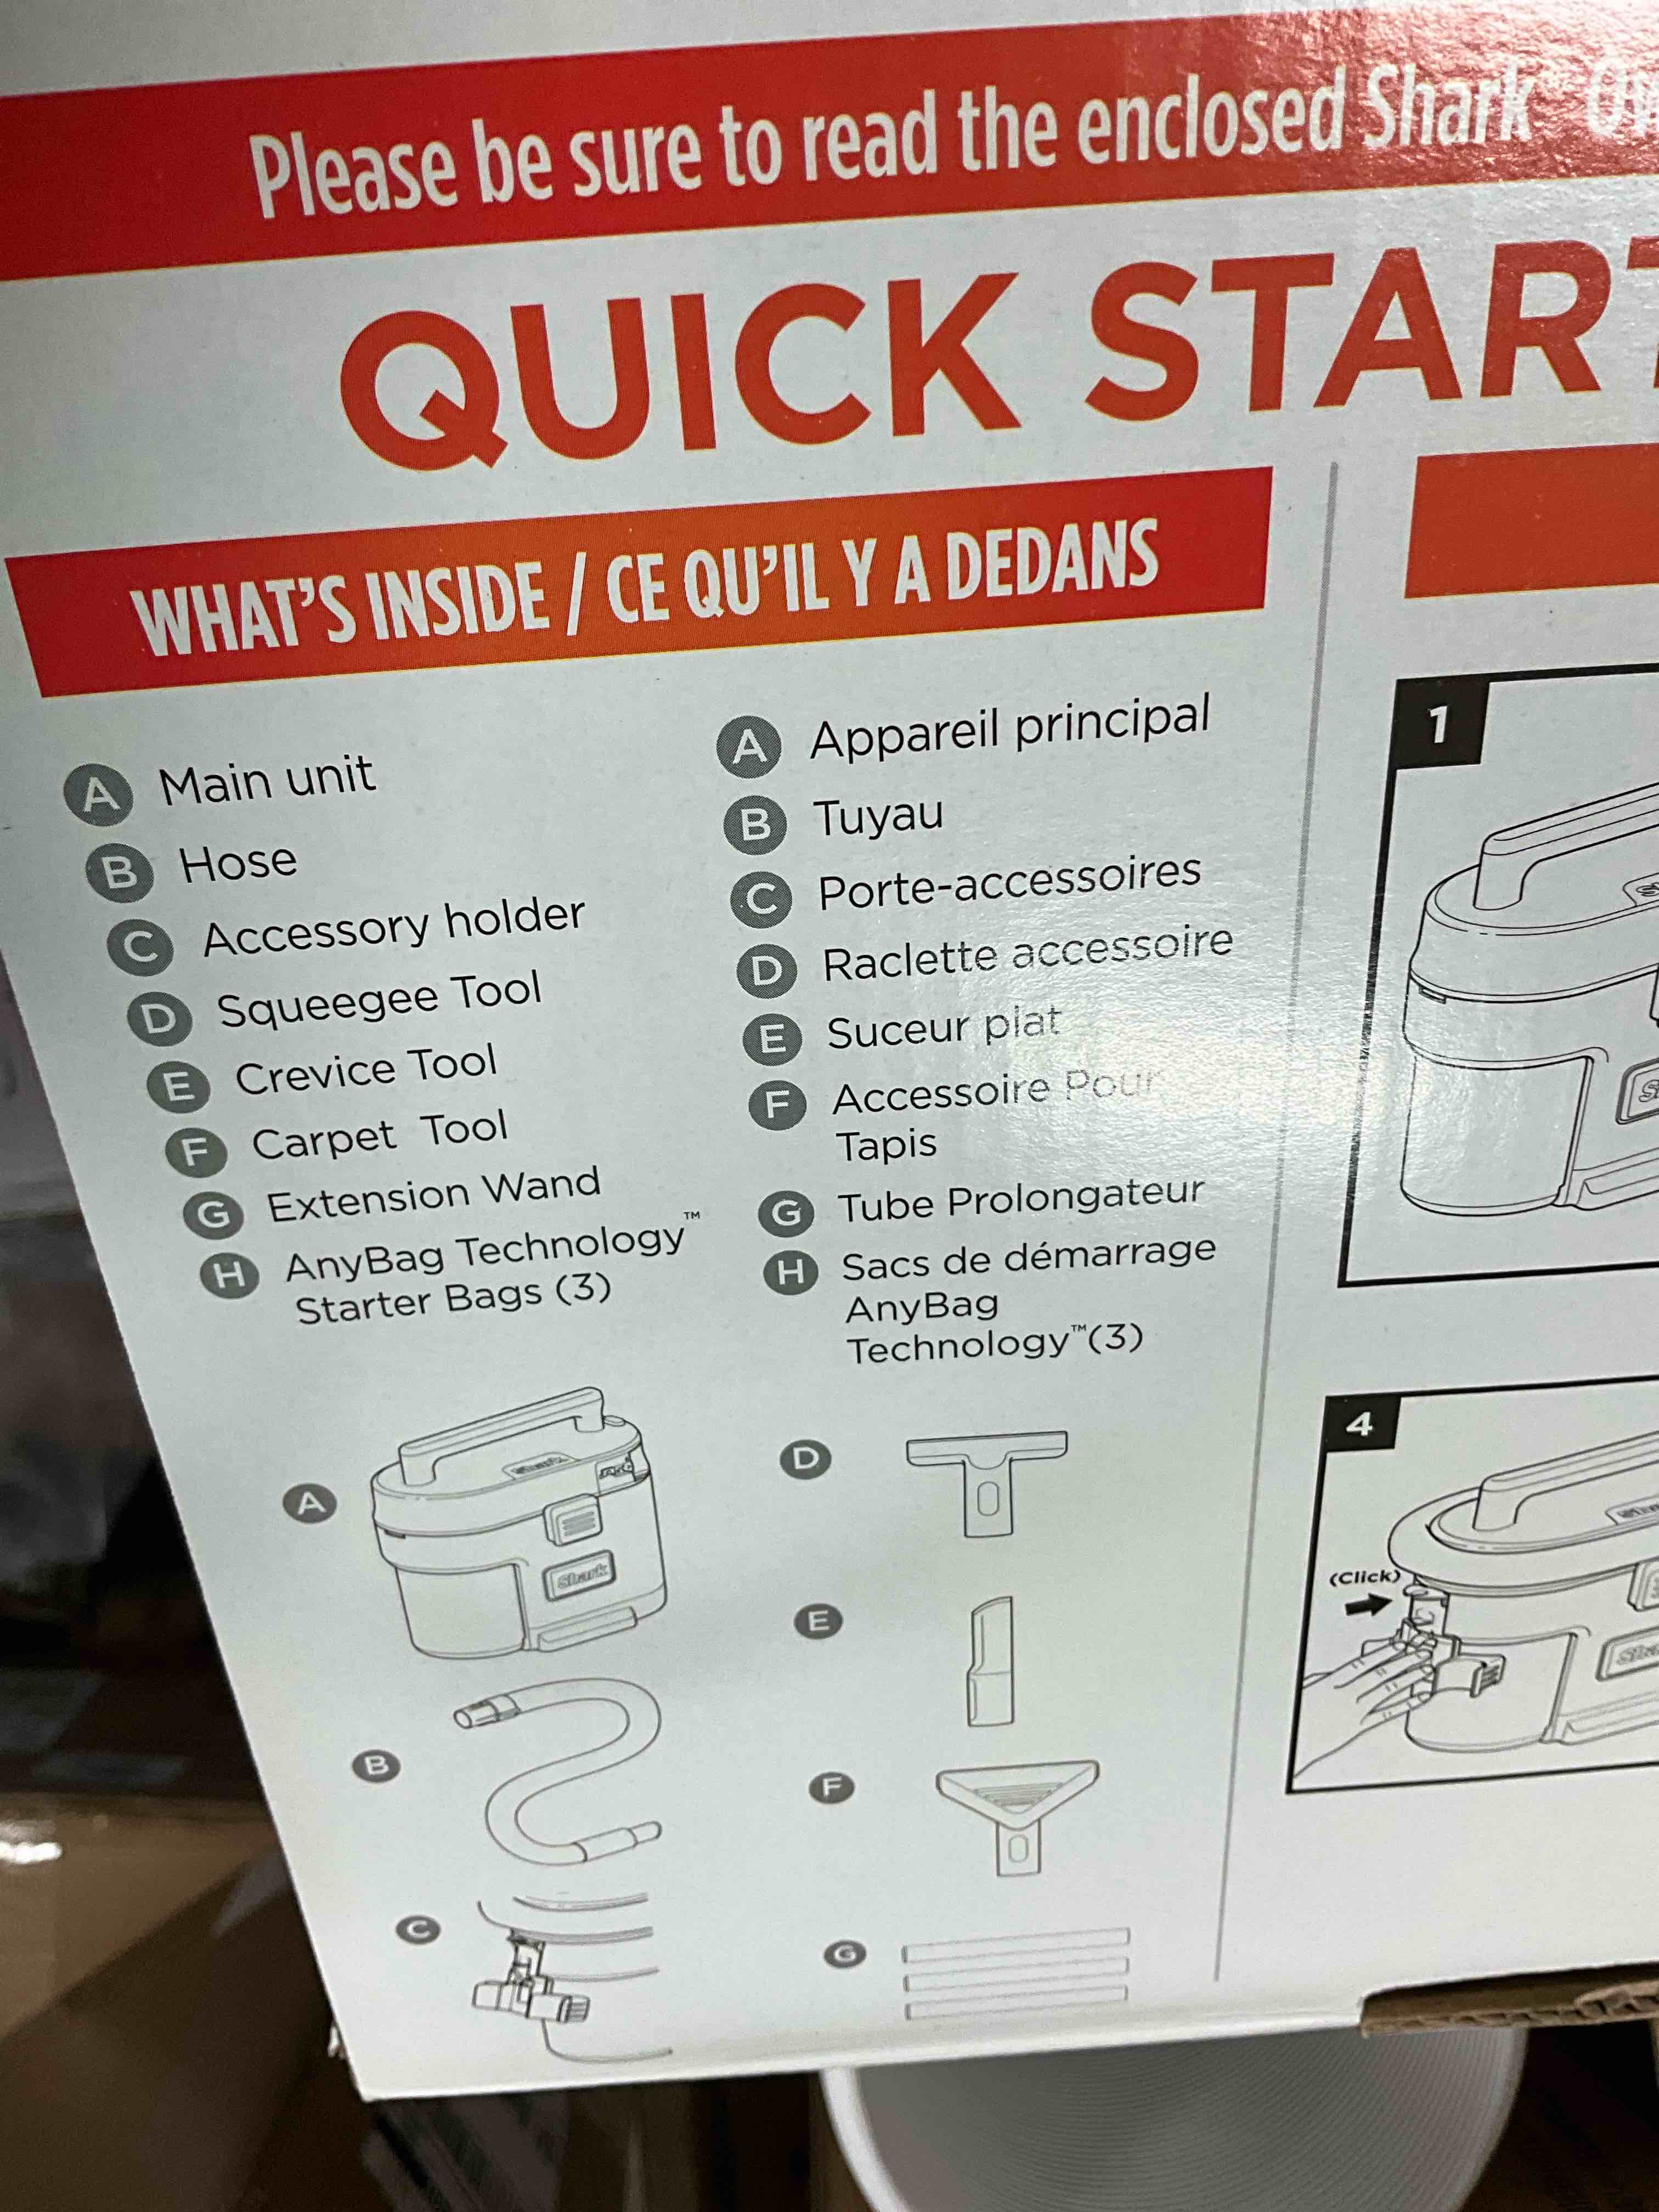 Please be sure to read the enclosed Shark
QUICK START
WHAT'S INSIDE / CE QU'IL Y A DEDANS
A Main unit
B Hose
C Accessory holder
D Squeegee Tool
E Crevice Tool
F Carpet Tool
G Extension Wand
H AnyBag Technology™
Starter Bags (3)
A Appareil principal
B Tuyau
C Porte-accessoires
D Raclette accessoire
E Suceur plat
F Accessoire Pour
Tapis
G Tube Prolongateur
H Sacs de démarrage
AnyBag
Technology™(3)
A
Shark
Shark
B
C
D
E
F
G
1
4
(Click)